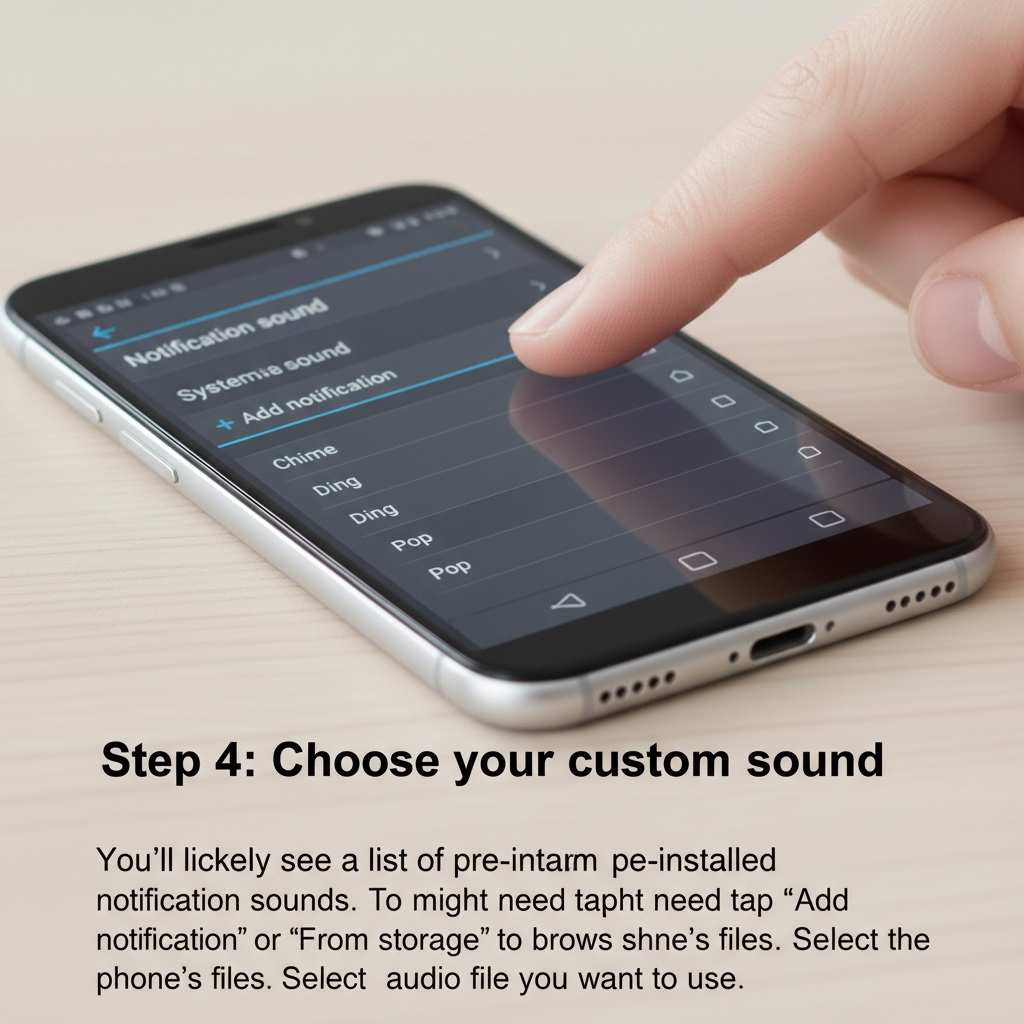 Notification sound
Systemve sound
+ Add notification
Chime
Ding
Ding
Pop
Pop
Step 4: Choose your custom sound
You’ll lickely see a list of pre-intarm pe-installed
notification sounds. To might need tapht need tap “Add
notification” or “From storage” to brows shne’s files. Select the
phone’s files. Select audio file you want to use.